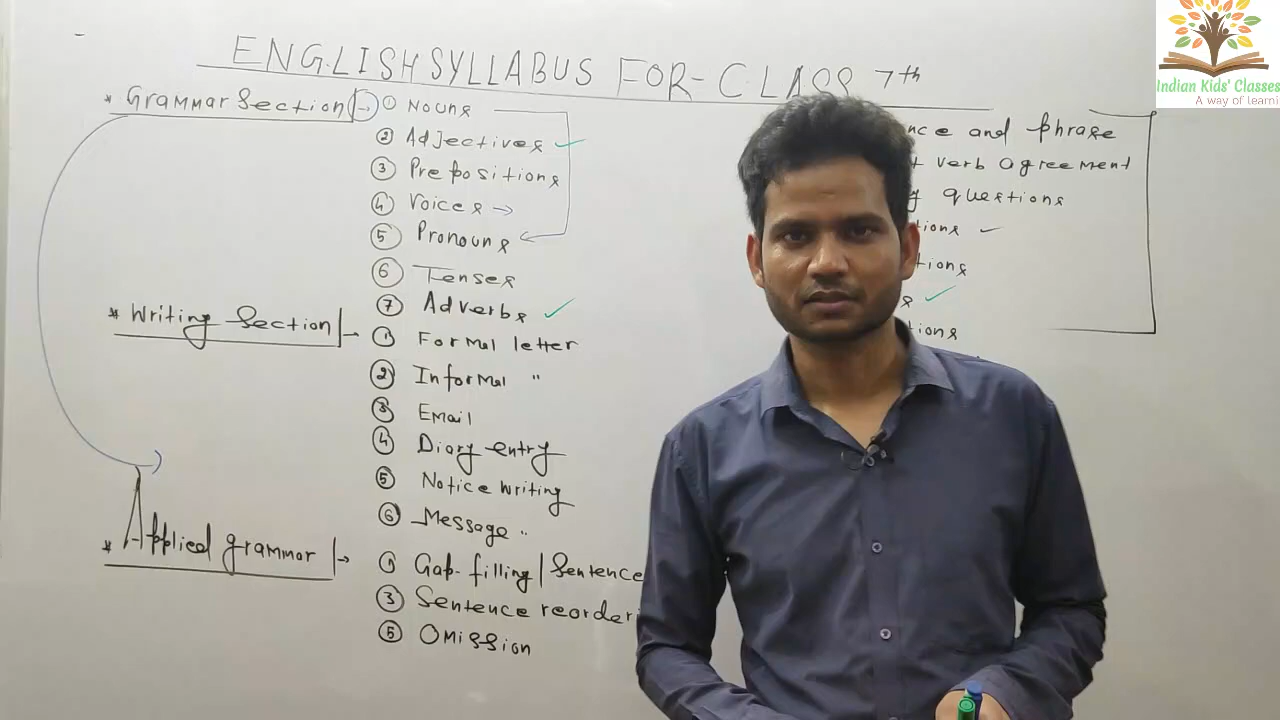 ENGLISH SYLLABUS FOR- CLASS 7th
Indian Kids' Classes
A way of learni
* Grammar Section → ① Nouns
② Adjectives ✓
③ Prepositions
④ Voices →
⑤ Pronouns
⑥ Tenses
⑦ Adverbs ✓
nce and phrase
t verb agreement
g questions
tions ✓
tions
s ✓
tions
* Writing Section → ① Formal letter
② Informal "
③ Email
④ Diary entry
⑤ Notice writing
⑥ Message "
* Applied grammar → ① Gap-filling / Sentence
③ Sentence reorderi
⑤ Omission